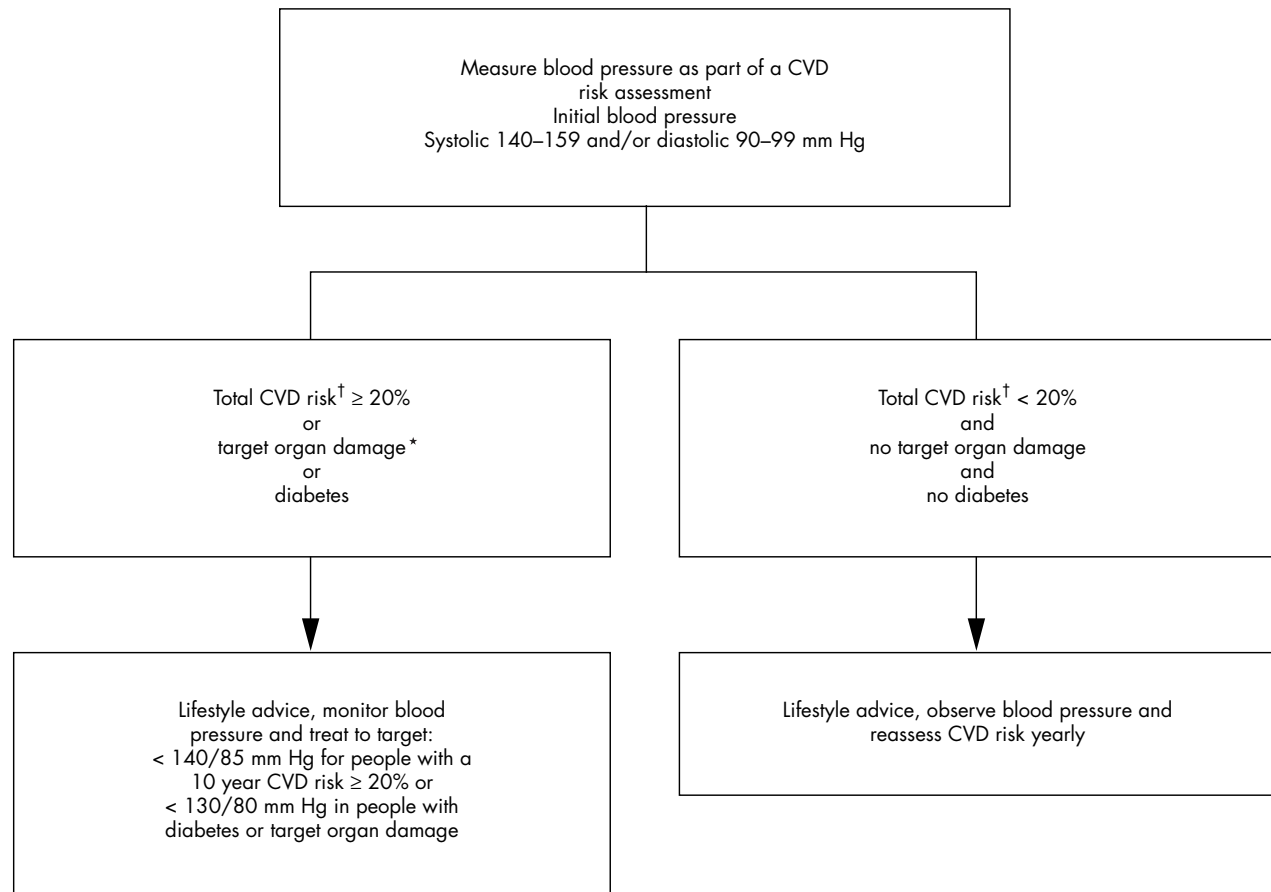 Measure blood pressure as part of a CVD
risk assessment
Initial blood pressure
Systolic 140–159 and/or diastolic 90–99 mm Hg
Total CVD risk† ≥ 20%
or
target organ damage*
or
diabetes
Total CVD risk† < 20%
and
no target organ damage
and
no diabetes
Lifestyle advice, monitor blood
pressure and treat to target:
< 140/85 mm Hg for people with a
10 year CVD risk ≥ 20% or
< 130/80 mm Hg in people with
diabetes or target organ damage
Lifestyle advice, observe blood pressure and
reassess CVD risk yearly